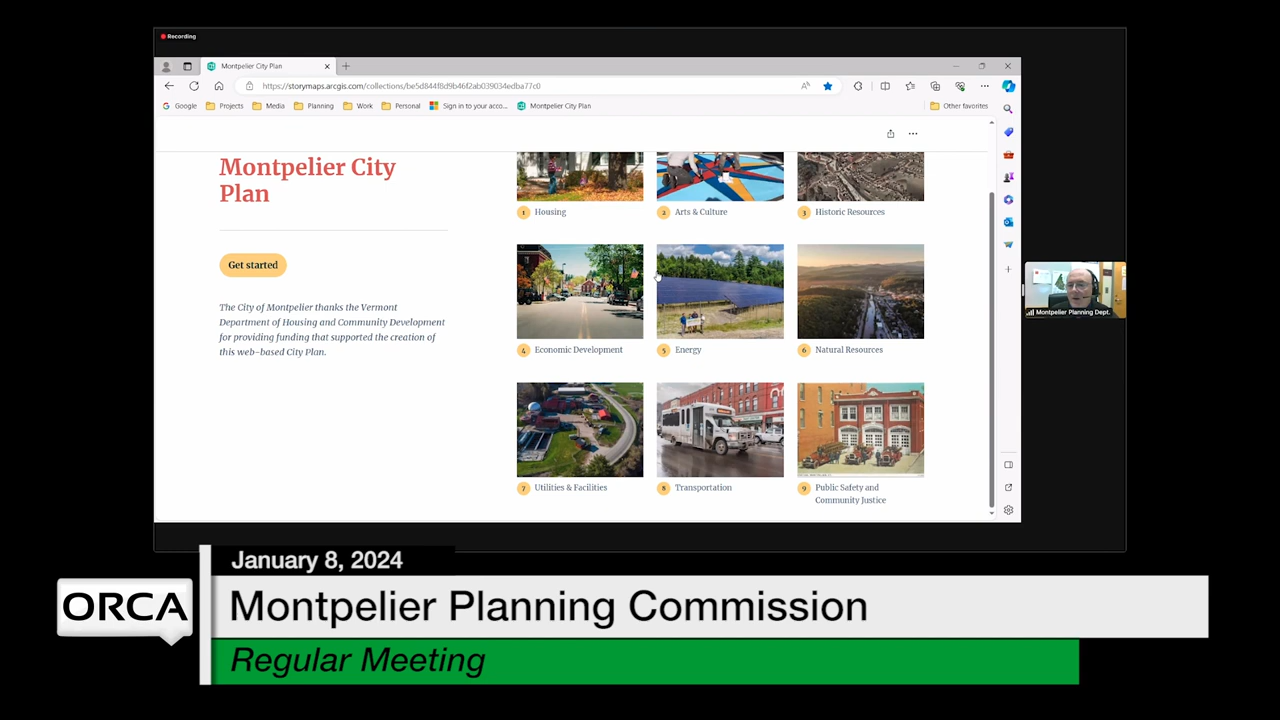 Recording
Montpelier City Plan
https://storymaps.arcgis.com/collections/be5d844f8d9b46f2ab039034edba77c0
Google Projects Media Planning Work Personal Sign in to your acco... Montpelier City Plan Other favorites
Montpelier City
Plan
Get started
The City of Montpelier thanks the Vermont
Department of Housing and Community Development
for providing funding that supported the creation of
this web-based City Plan.
1 Housing
2 Arts & Culture
3 Historic Resources
4 Economic Development
5 Energy
6 Natural Resources
7 Utilities & Facilities
8 Transportation
9 Public Safety and
Community Justice
Montpelier Planning Dept.
January 8, 2024
ORCA
Montpelier Planning Commission
Regular Meeting